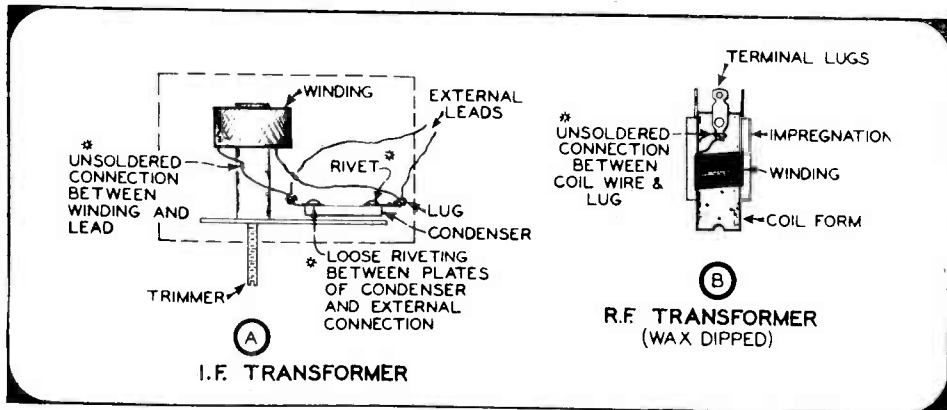 WINDING
EXTERNAL
LEADS
*
UNSOLDERED
CONNECTION
BETWEEN
WINDING AND
LEAD
RIVET *
LUG
CONDENSER
* LOOSE RIVETING
BETWEEN PLATES
OF CONDENSER
AND EXTERNAL
CONNECTION
TRIMMER
A
I.F. TRANSFORMER
TERMINAL LUGS
*
UNSOLDERED
CONNECTION
BETWEEN
COIL WIRE &
LUG
IMPREGNATION
WINDING
COIL FORM
B
R.F. TRANSFORMER
(WAX DIPPED)